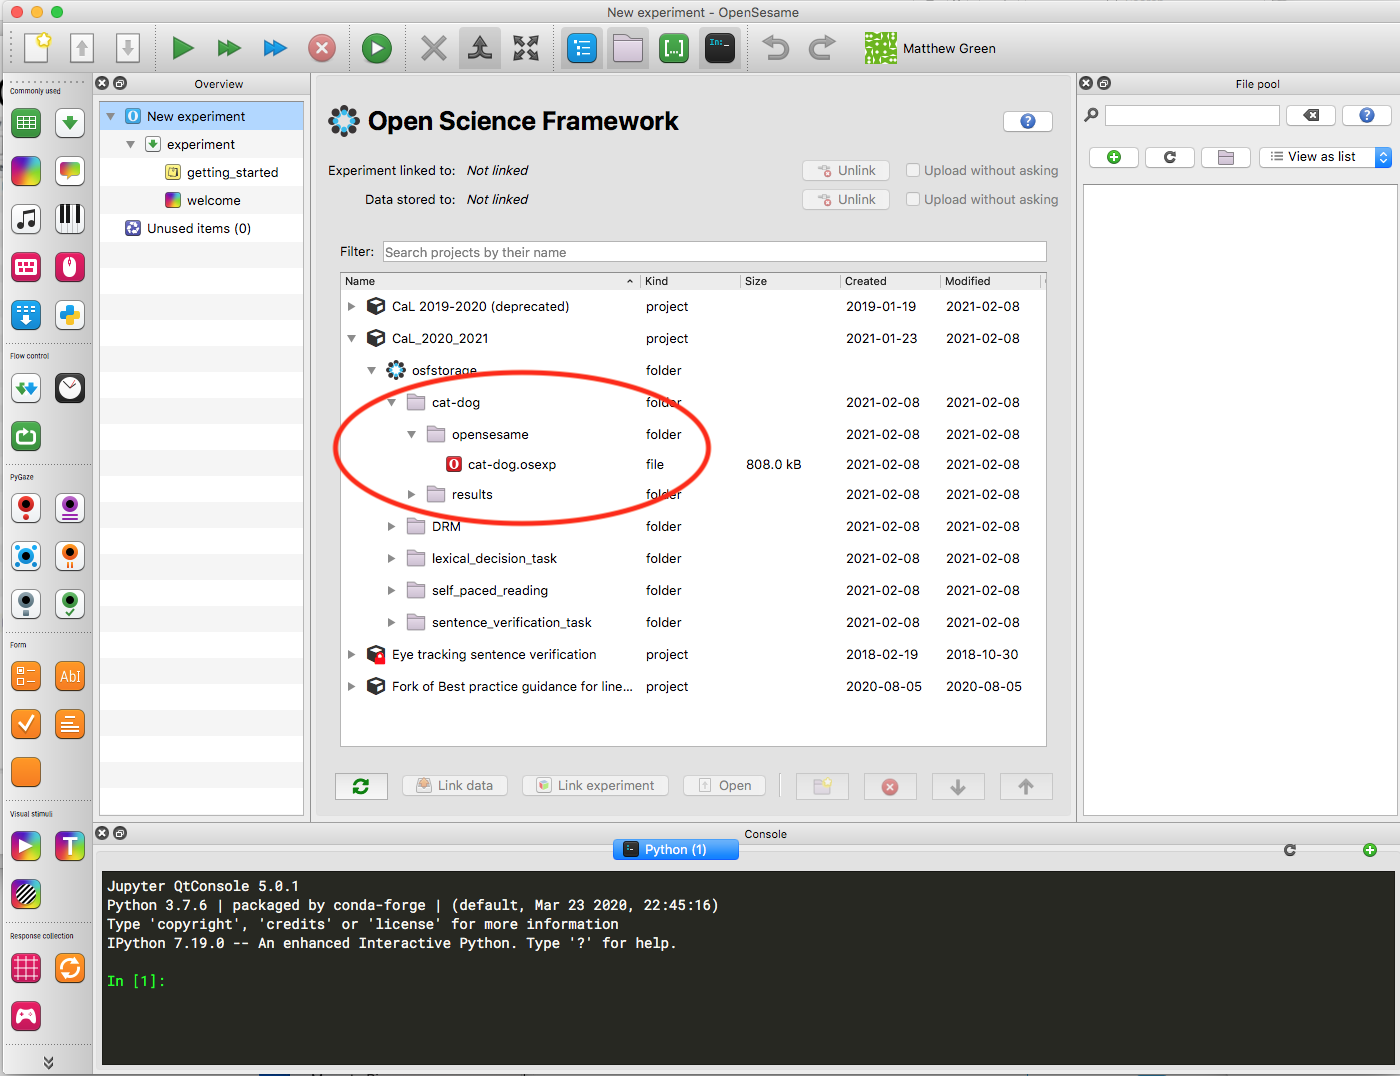 New experiment - OpenSesame
In:-
Matthew Green
Commonly used
Flow control
PyGaze
Form
AbI
Visual stimuli
T
Response collection
Overview
New experiment
experiment
getting_started
welcome
Unused items (0)
Open Science Framework
Experiment linked to: Not linked Unlink Upload without asking
Data stored to: Not linked Unlink Upload without asking
Filter: Search projects by their name
Name Kind Size Created Modified
CaL 2019-2020 (deprecated) project 2019-01-19 2021-02-08
CaL_2020_2021 project 2021-01-23 2021-02-08
osfstorage folder
cat-dog folder 2021-02-08 2021-02-08
opensesame folder 2021-02-08 2021-02-08
cat-dog.osexp file 808.0 kB 2021-02-08 2021-02-08
results folder 2021-02-08 2021-02-08
DRM folder 2021-02-08 2021-02-08
lexical_decision_task folder 2021-02-08 2021-02-08
self_paced_reading folder 2021-02-08 2021-02-08
sentence_verification_task folder 2021-02-08 2021-02-08
Eye tracking sentence verification project 2018-02-19 2018-10-30
Fork of Best practice guidance for line... project 2020-08-05 2020-08-05
Link data Link experiment Open
File pool
View as list
Console
Python (1)
Jupyter QtConsole 5.0.1
Python 3.7.6 | packaged by conda-forge | (default, Mar 23 2020, 22:45:16)
Type 'copyright', 'credits' or 'license' for more information
IPython 7.19.0 -- An enhanced Interactive Python. Type '?' for help.
In [1]: